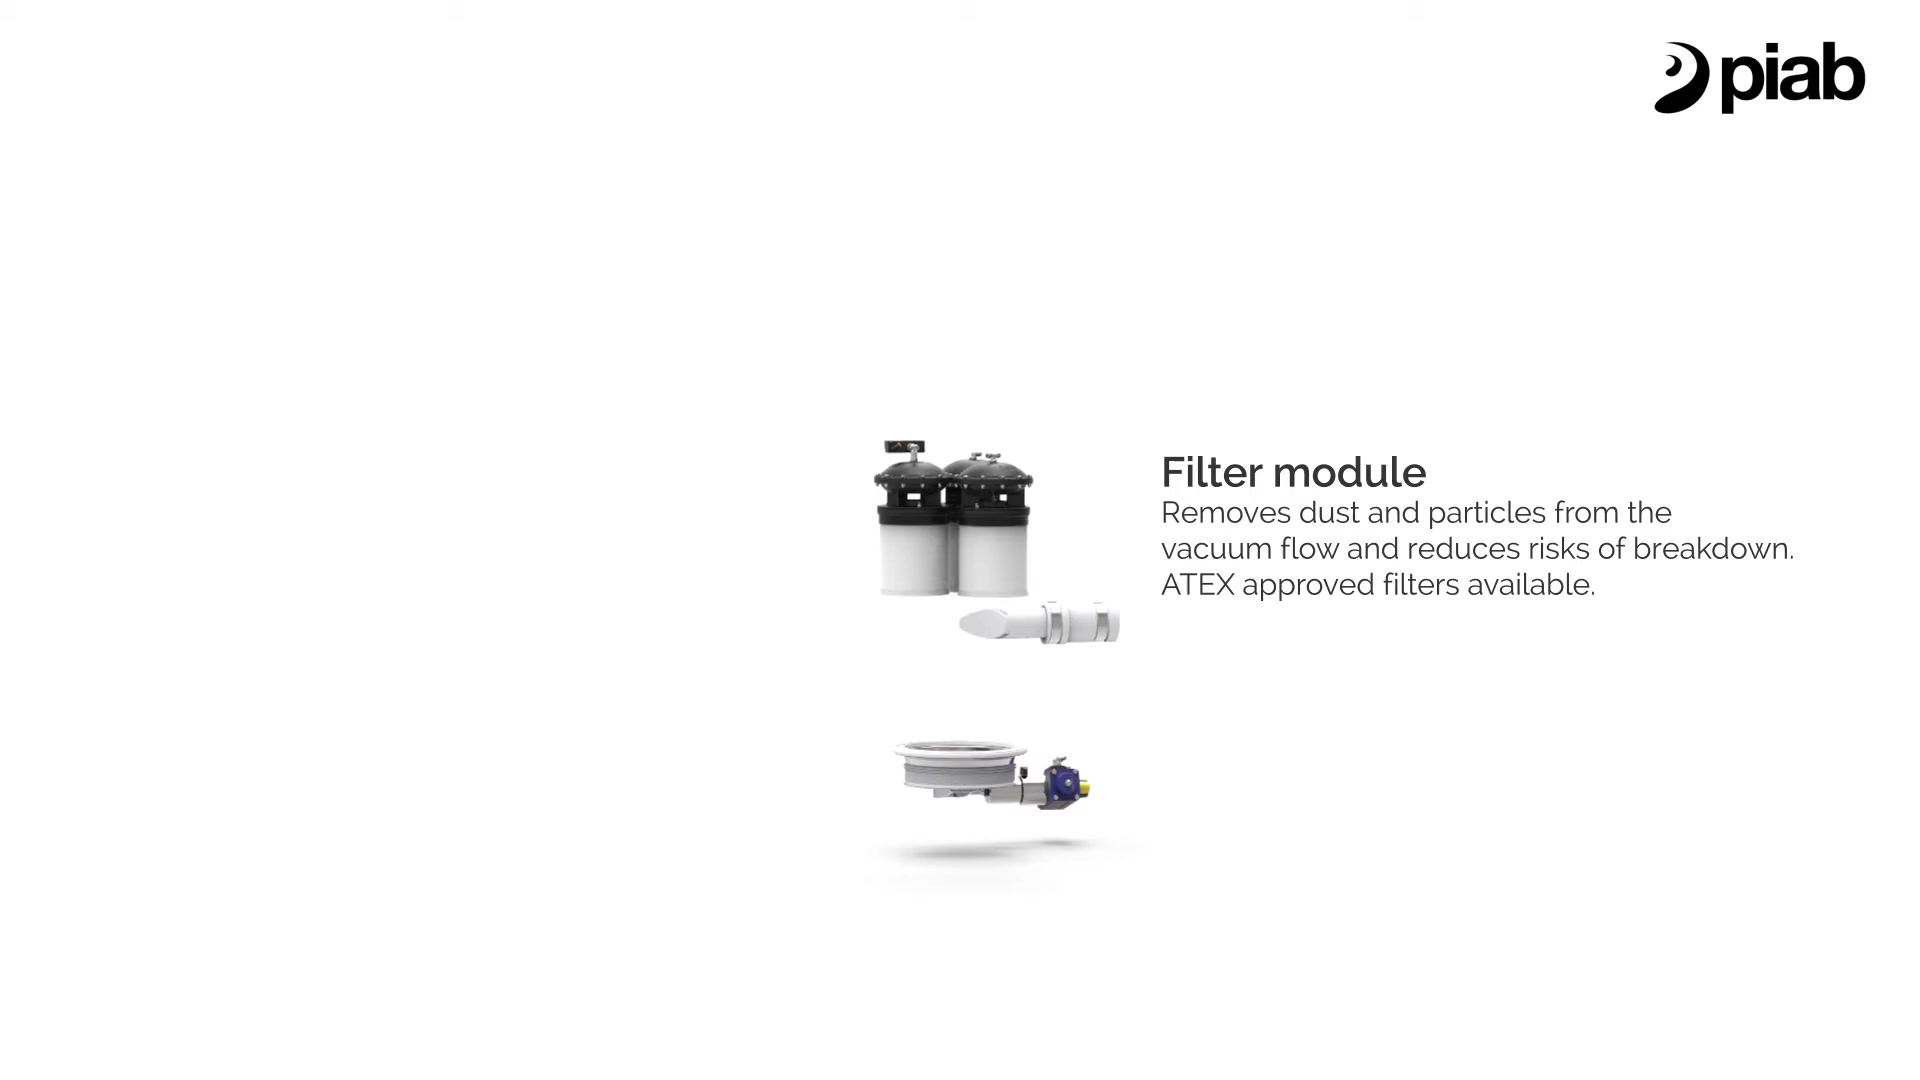 piab
Filter module
Removes dust and particles from the
vacuum flow and reduces risks of breakdown.
ATEX approved filters available.